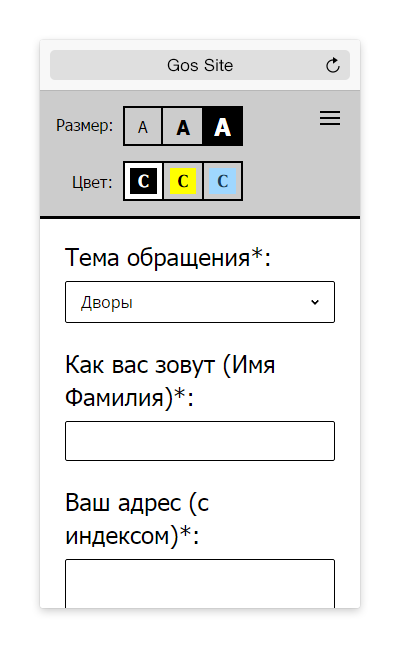 Gos Site
Размер: A A A
Цвет: C C C
Тема обращения*:
Дворы
Как вас зовут (Имя
Фамилия)*:
Ваш адрес (с
индексом)*: